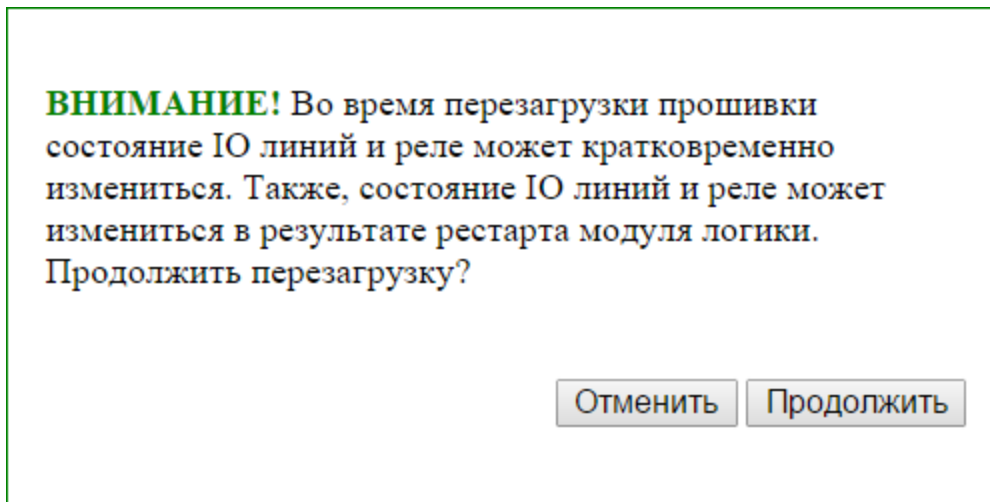 ВНИМАНИЕ! Во время перезагрузки прошивки
состояние IO линий и реле может кратковременно
измениться. Также, состояние IO линий и реле может
измениться в результате рестарта модуля логики.
Продолжить перезагрузку?
Отменить Продолжить